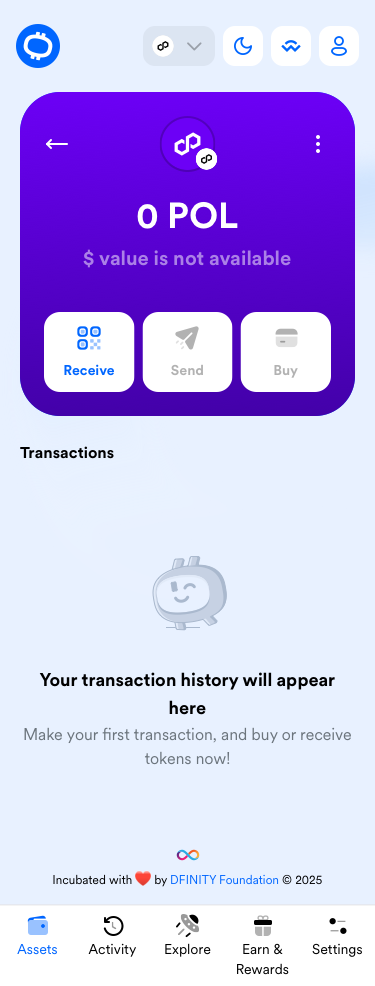 0 POL
$ value is not available
Receive
Send
Buy
Transactions
Your transaction history will appear
here
Make your first transaction, and buy or receive
tokens now!
Incubated with ❤️ by DFINITY Foundation © 2025
Assets
Activity
Explore
Earn &
Rewards
Settings